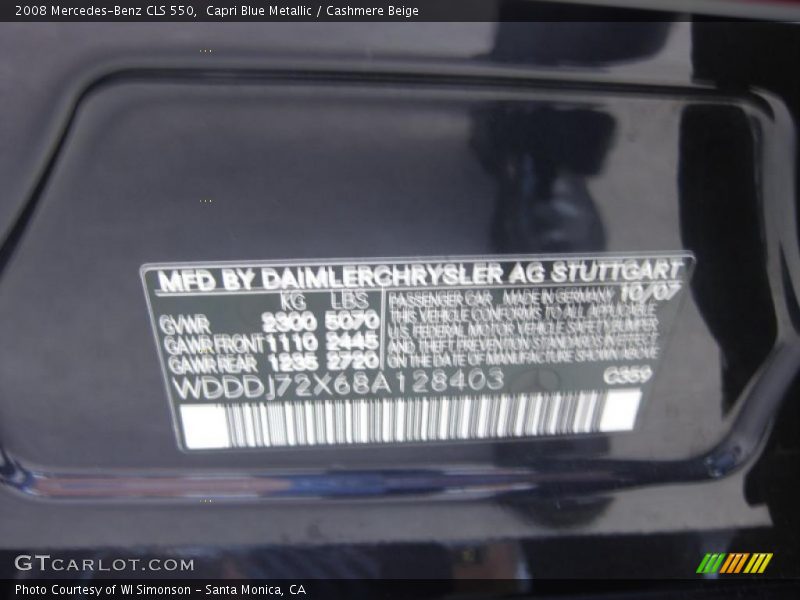 2008 Mercedes-Benz CLS 550, Capri Blue Metallic / Cashmere Beige
MFD BY DAIMLERCHRYSLER AG STUTTGART
KG LBS
GVWR 2300 5070
GAWR FRONT 1110 2445
GAWR REAR 1235 2720
PASSENGER CAR MADE IN GERMANY 10/07
THIS VEHICLE CONFORMS TO ALL APPLICABLE
U.S. FEDERAL MOTOR VEHICLE SAFETY BUMPER
AND THEFT PREVENTION STANDARDS IN EFFECT
ON THE DATE OF MANUFACTURE SHOWN ABOVE
WDDDJ72X68A128403 C359
GTCARLOT.COM
Photo Courtesy of WI Simonson - Santa Monica, CA